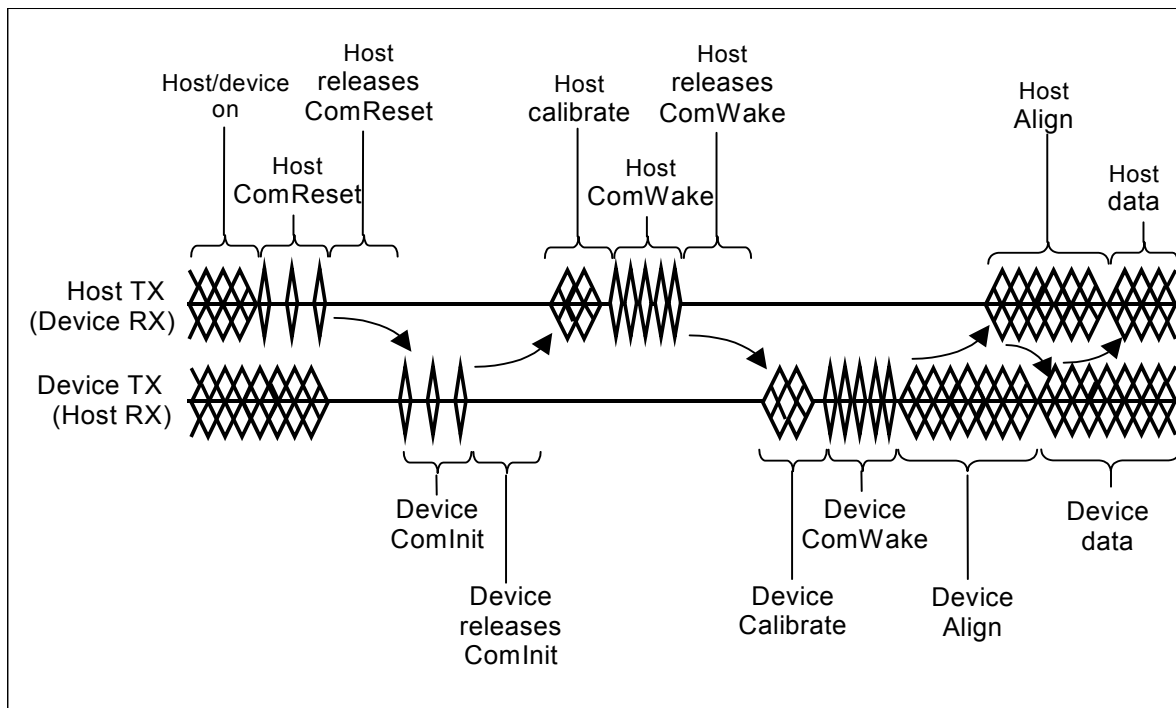 Host/device
on
Host
releases
ComReset
Host
ComReset
Host
calibrate
Host
releases
ComWake
Host
ComWake
Host
Align
Host
data
Host TX
(Device RX)
Device TX
(Host RX)
Device
ComInit
Device
releases
ComInit
Device
Calibrate
Device
ComWake
Device
Align
Device
data